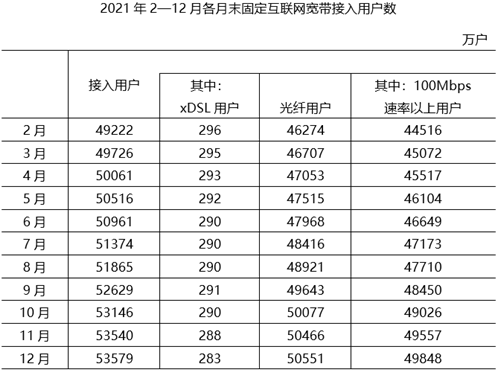 2021 年 2—12 月各月末固定互联网宽带接入用户数
万户
接入用户 其中: xDSL 用户 光纤用户 其中: 100Mbps 速率以上用户
2 月 49222 296 46274 44516
3 月 49726 295 46707 45072
4 月 50061 293 47053 45517
5 月 50516 292 47515 46104
6 月 50961 290 47968 46649
7 月 51374 290 48416 47173
8 月 51865 290 48921 47710
9 月 52629 291 49643 48450
10 月 53146 290 50077 49026
11 月 53540 288 50466 49557
12 月 53579 283 50551 49848